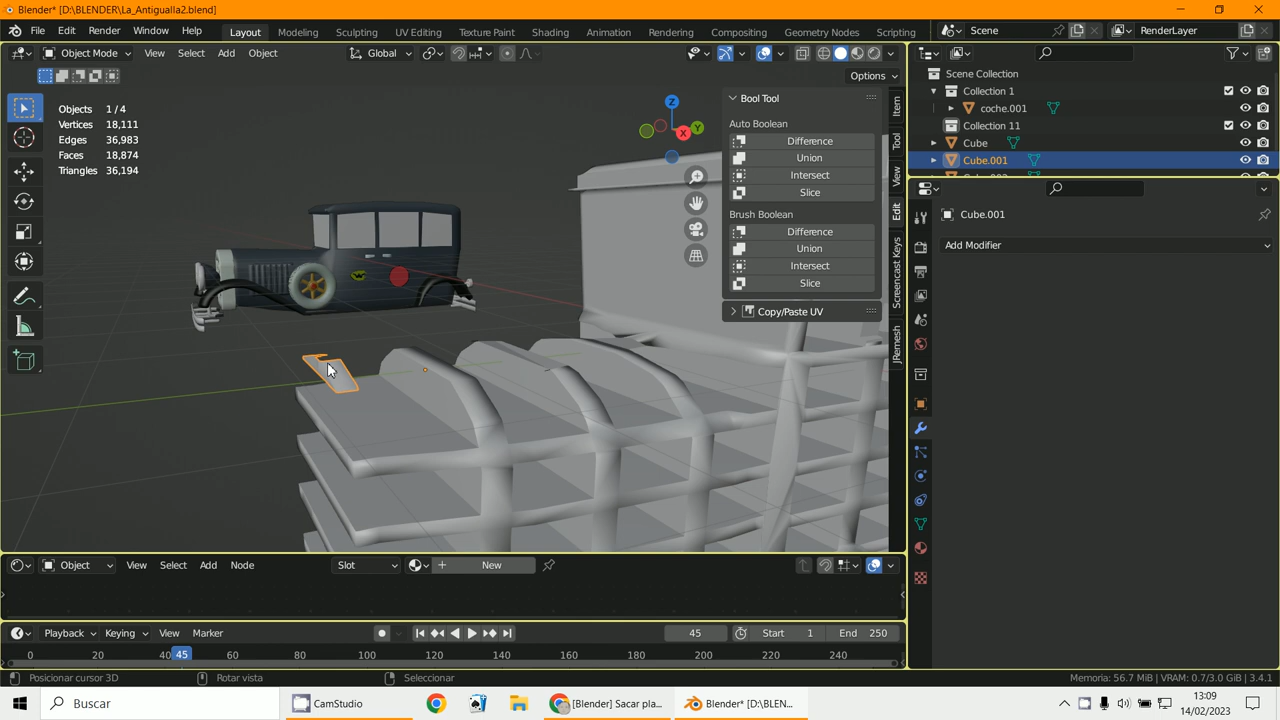 Blender* [D:\BLENDER\La_Antigualla2.blend]
File Edit Render Window Help Layout Modeling Sculpting UV Editing Texture Paint Shading Animation Rendering Compositing Geometry Nodes Scripting Scene RenderLayer
Object Mode View Select Add Object Global
Options
Objects 1 / 4
Vertices 18,111
Edges 36,983
Faces 18,874
Triangles 36,194
Z
X
Y
Bool Tool
Auto Boolean
Difference
Union
Intersect
Slice
Brush Boolean
Difference
Union
Intersect
Slice
Copy/Paste UV
Item
Tool
View
Edit
Screencast Keys
JRemesh
Scene Collection
Collection 1
coche.001
Collection 11
Cube
Cube.001
Cube.001
Add Modifier
Object View Select Add Node Slot New
Playback Keying View Marker 45 Start 1 End 250
0 20 40 45 60 80 100 120 140 160 180 200 220 240
Posicionar cursor 3D Rotar vista Seleccionar Memoria: 56.7 MiB | VRAM: 0.7/3.0 GiB | 3.4.1
Buscar CamStudio [Blender] Sacar pla... Blender* [D:\BLEN... 13:09
14/02/2023